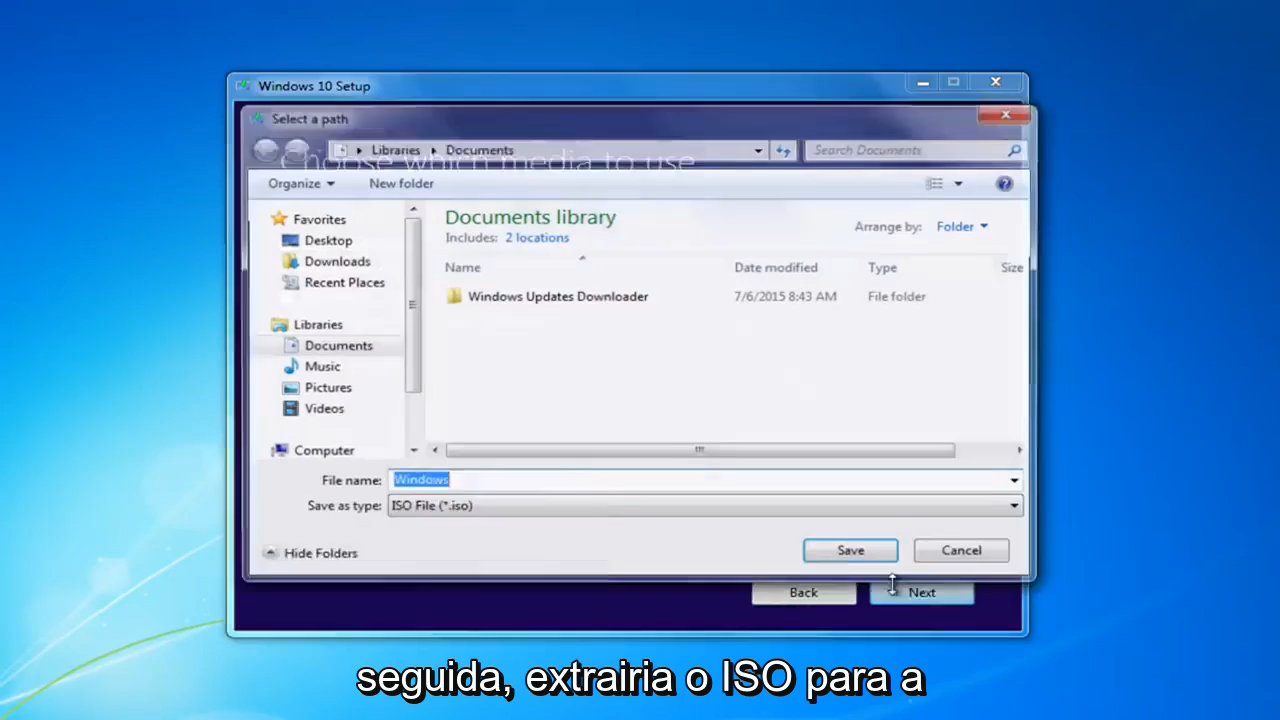 Windows 10 Setup
Select a path
Libraries
Documents
Search Documents
Choose which media to use
Organize
New folder
Favorites
Desktop
Downloads
Recent Places
Libraries
Documents
Music
Pictures
Videos
Computer
Documents library
Includes: 2 locations
Arrange by: Folder
Name Date modified Type Size
Windows Updates Downloader 7/6/2015 8:43 AM File folder
File name: Windows
Save as type: ISO File (*.iso)
Hide Folders
Save
Cancel
Back
Next
seguida, extrairia o ISO para a